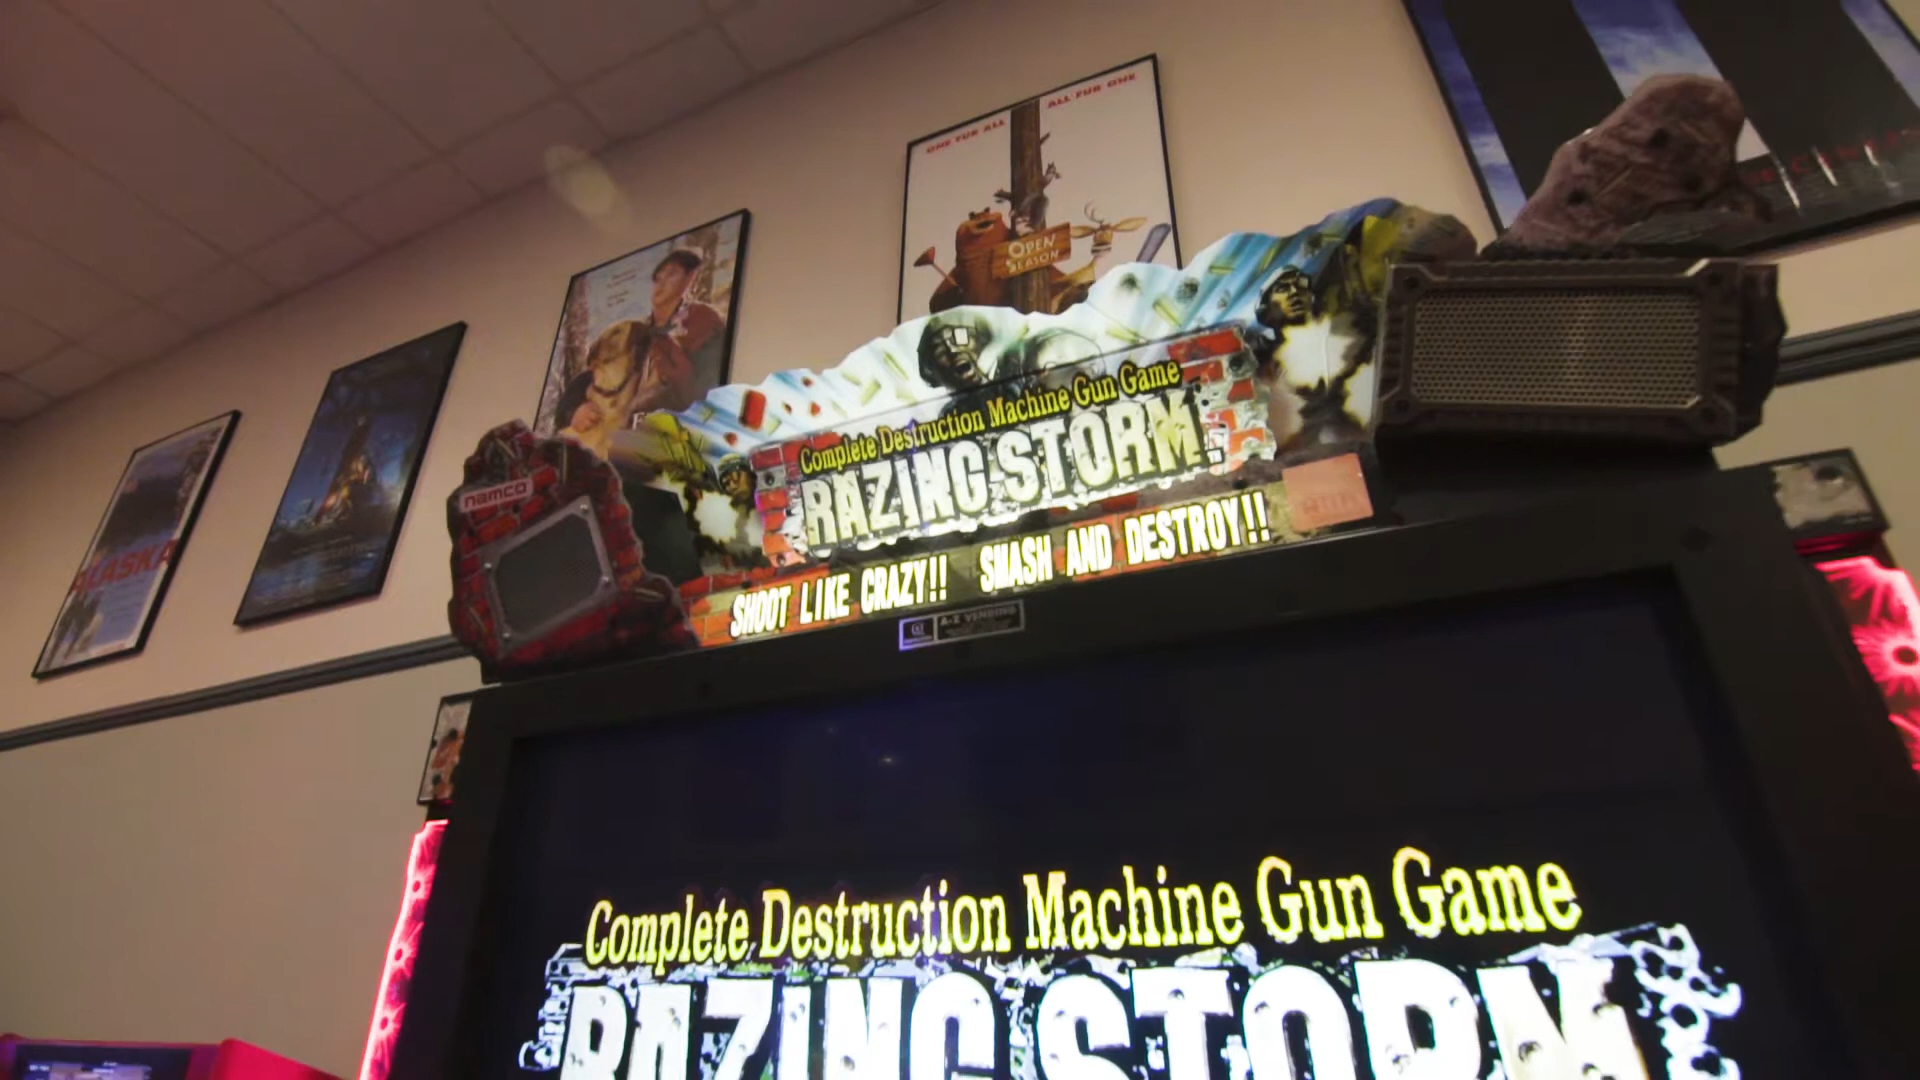 ONE FUR ALL
ALL FUR ONE
OPEN
SEASON
ALASKA
namco
Complete Destruction Machine Gun Game
RAZING STORM
SHOOT LIKE CRAZY!! SMASH AND DESTROY!!
A-Z VENDING
Complete Destruction Machine Gun Game
RAZING STORM